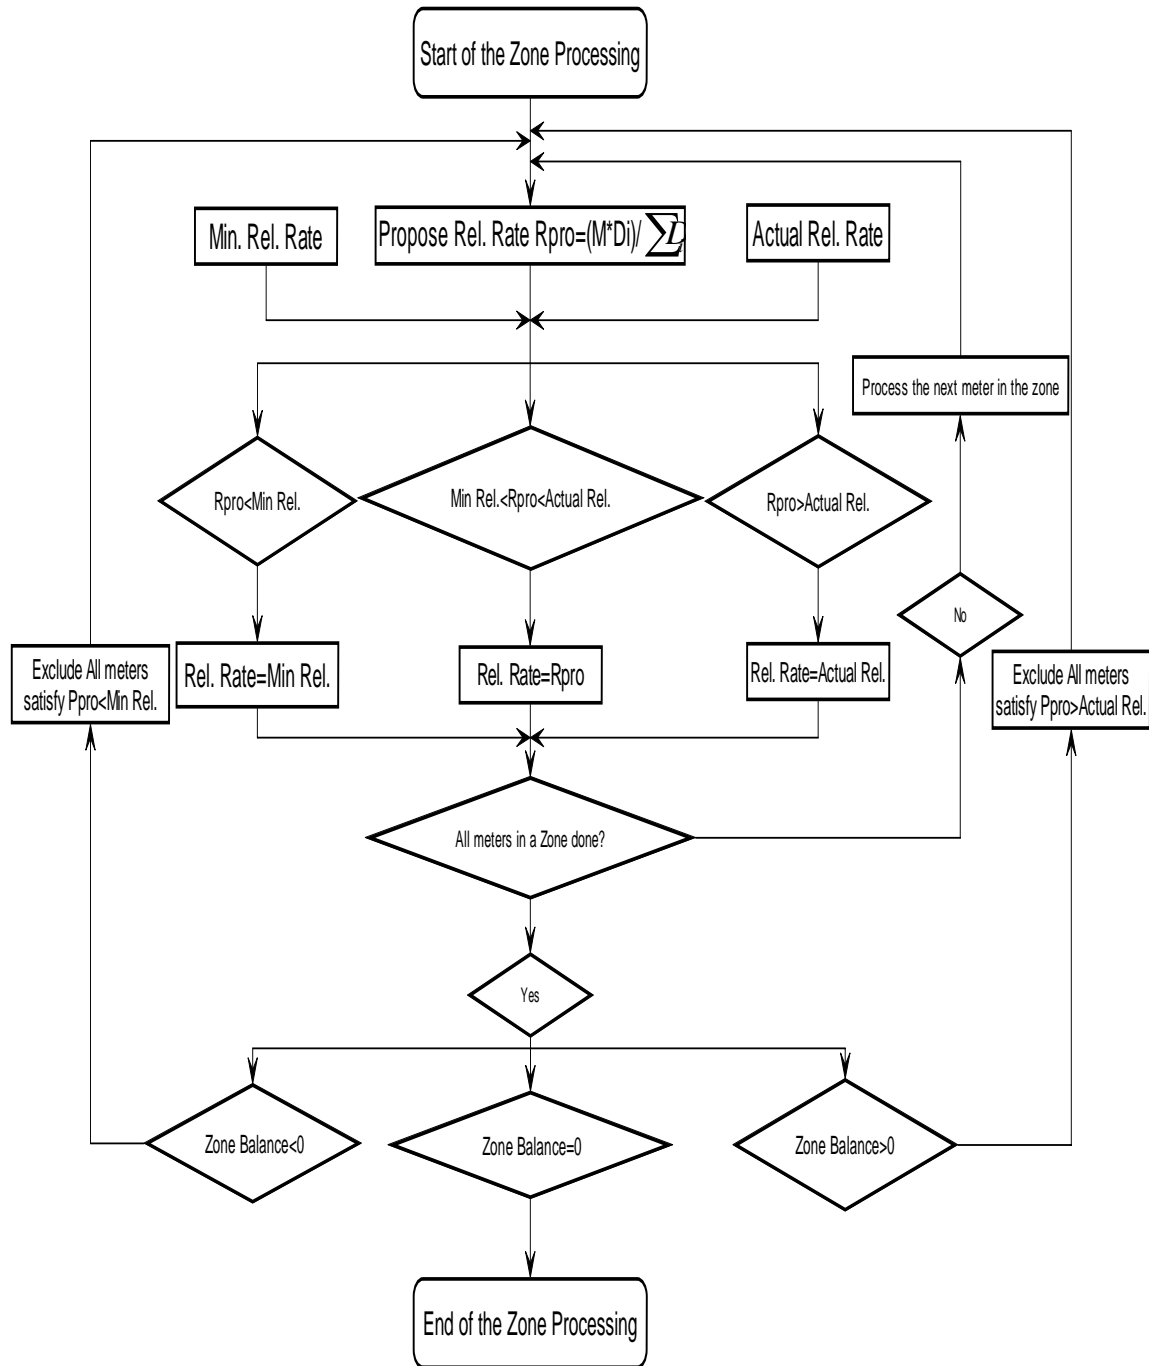 Start of the Zone Processing
Min. Rel. Rate
Propose Rel. Rate Rpro=(M*Di)/ ∑D
Actual Rel. Rate
Process the next meter in the zone
Rpro<Min Rel.
Min Rel.<Rpro<Actual Rel.
Rpro>Actual Rel.
No
Exclude All meters
satisfy Ppro<Min Rel.
Rel. Rate=Min Rel.
Rel. Rate=Rpro
Rel. Rate=Actual Rel.
Exclude All meters
satisfy Ppro>Actual Rel.
All meters in a Zone done?
Yes
Zone Balance<0
Zone Balance=0
Zone Balance>0
End of the Zone Processing